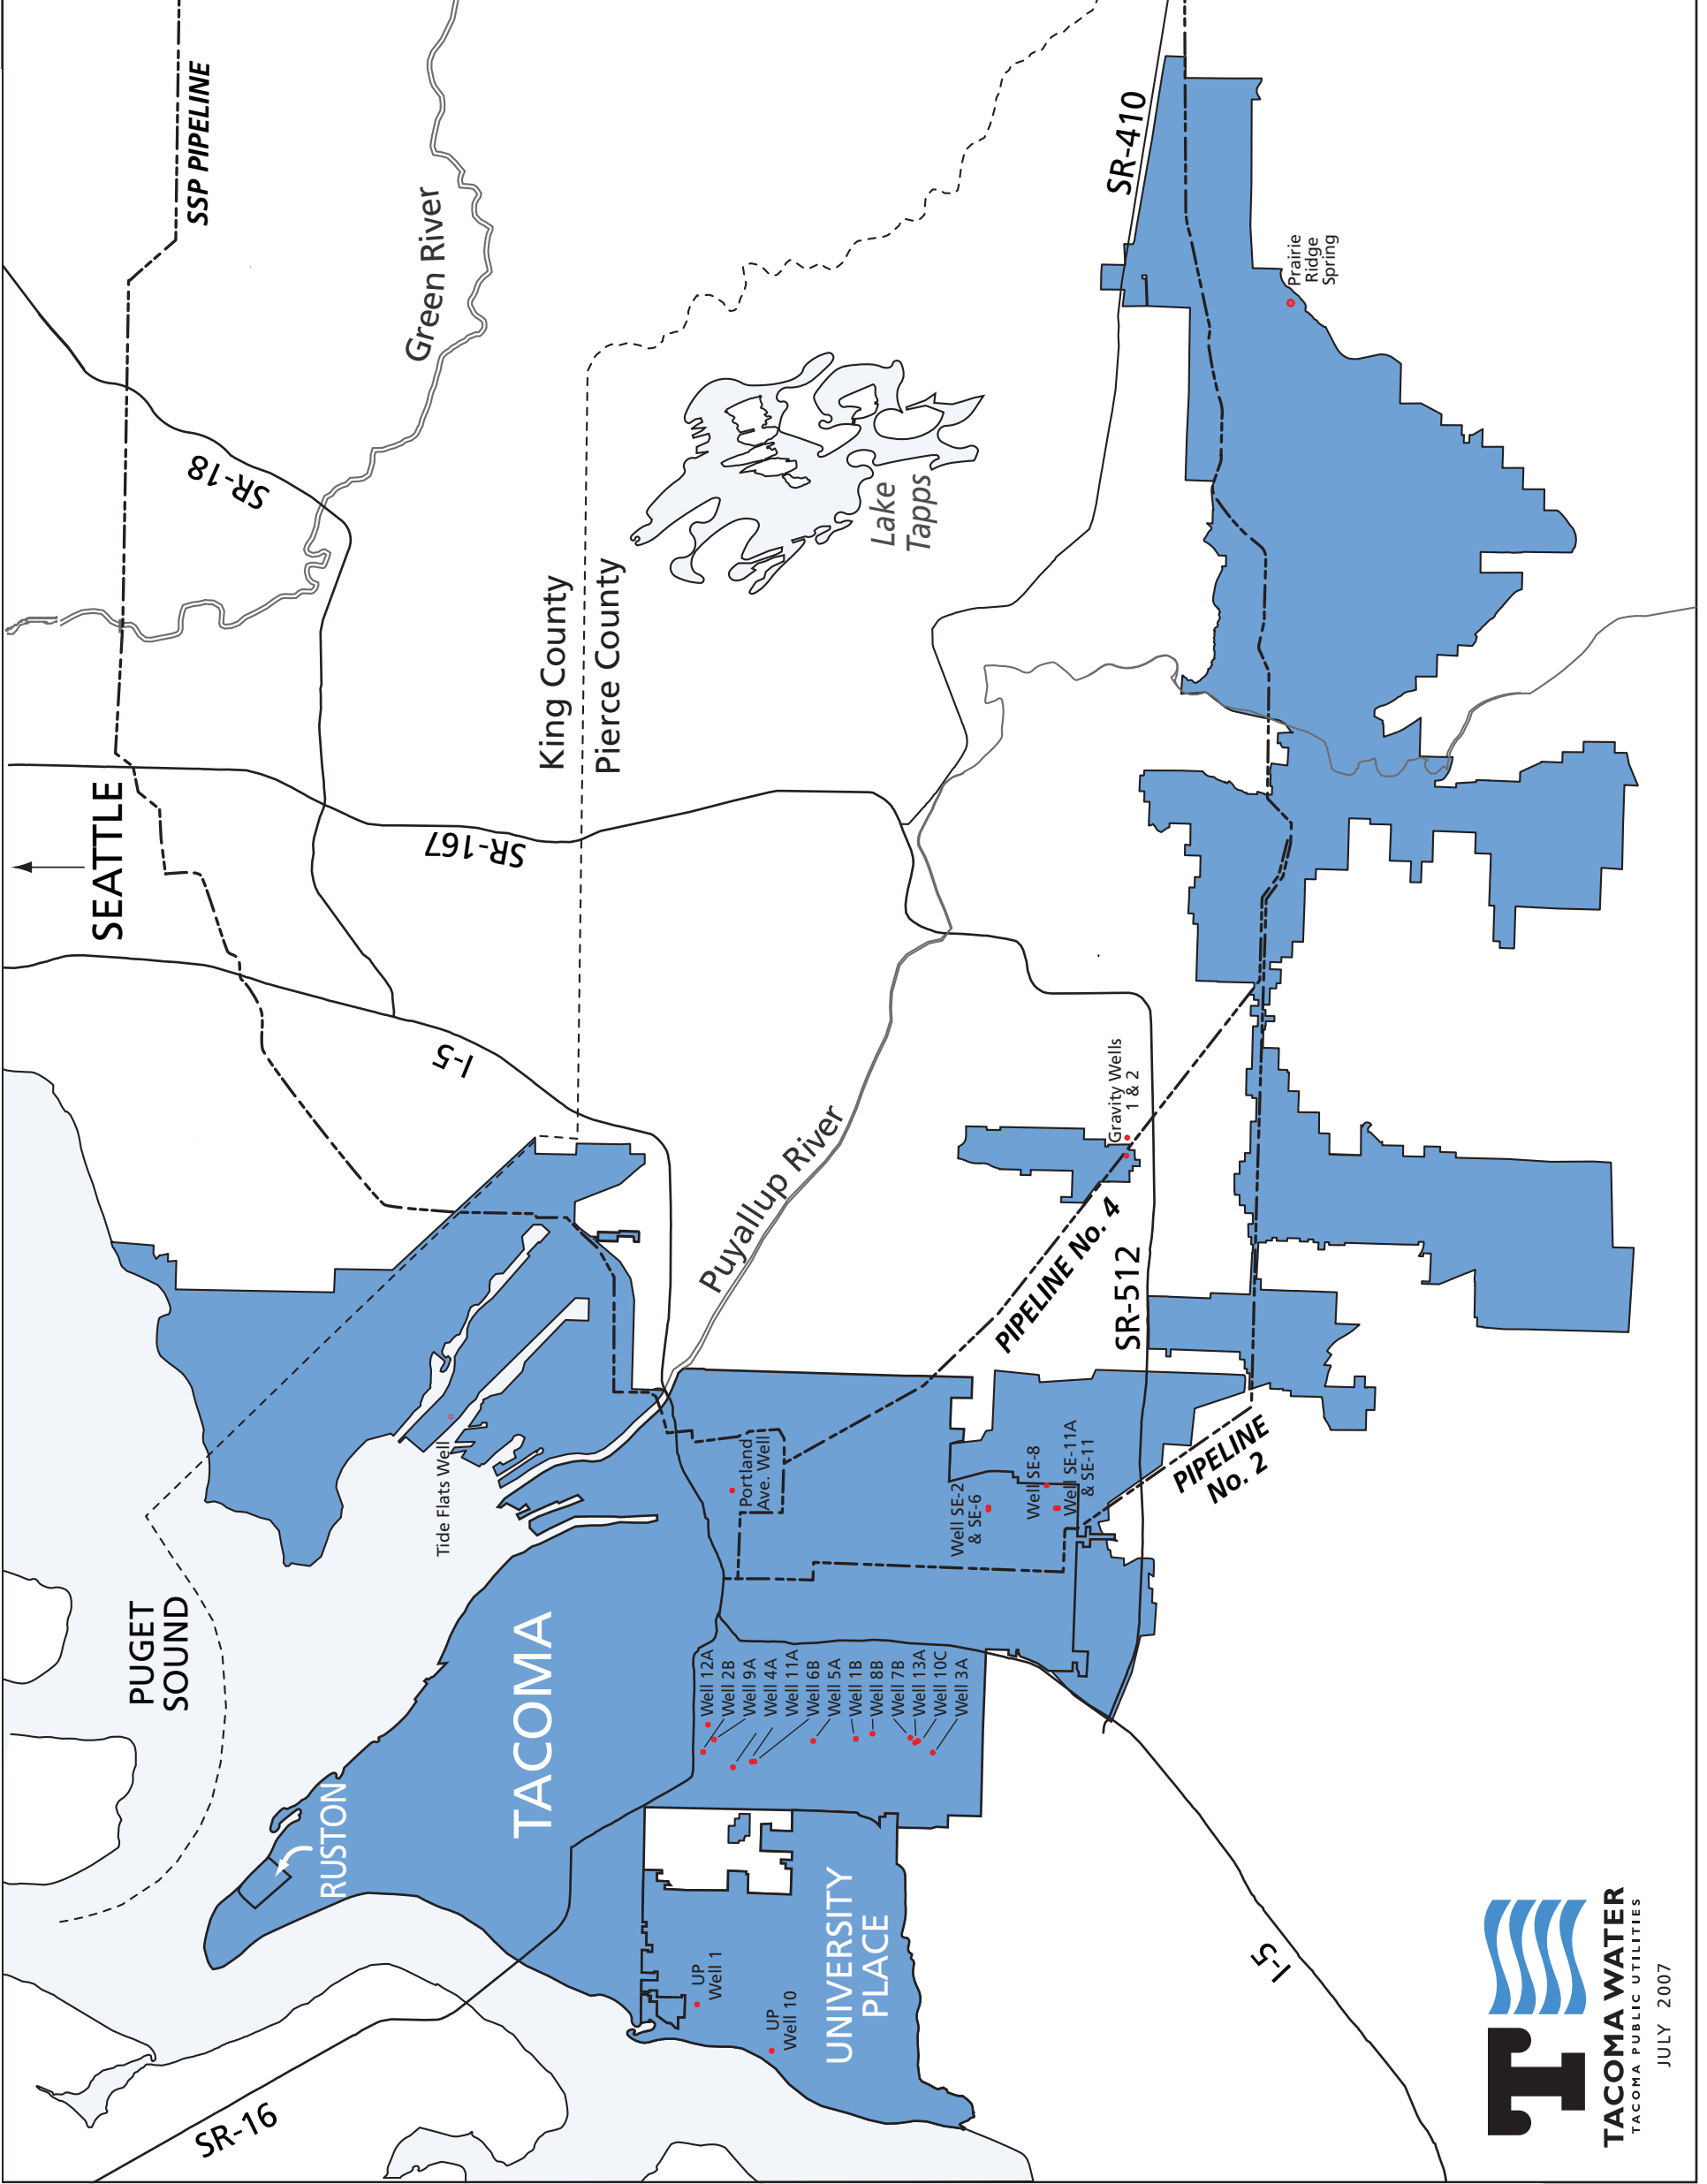 SSP PIPELINE
SR-18
Green River
SEATTLE
SR-167
I-5
King County
Pierce County
Lake
Tapps
SR-410
Prairie
Ridge
Spring
Puyallup River
Gravity Wells
1 & 2
PIPELINE No. 4
SR-512
PIPELINE
No. 2
PUGET
SOUND
Tide Flats Well
Portland
Ave. Well
Well SE-2
& SE-6
Well SE-8
Well SE-11A
& SE-11
TACOMA
RUSTON
Well 12A
Well 2B
Well 9A
Well 4A
Well 11A
Well 6B
Well 5A
Well 1B
Well 8B
Well 7B
Well 13A
Well 10C
Well 3A
UNIVERSITY
PLACE
UP
Well 1
UP
Well 10
SR-16
I-5
T
TACOMA WATER
TACOMA PUBLIC UTILITIES
JULY 2007